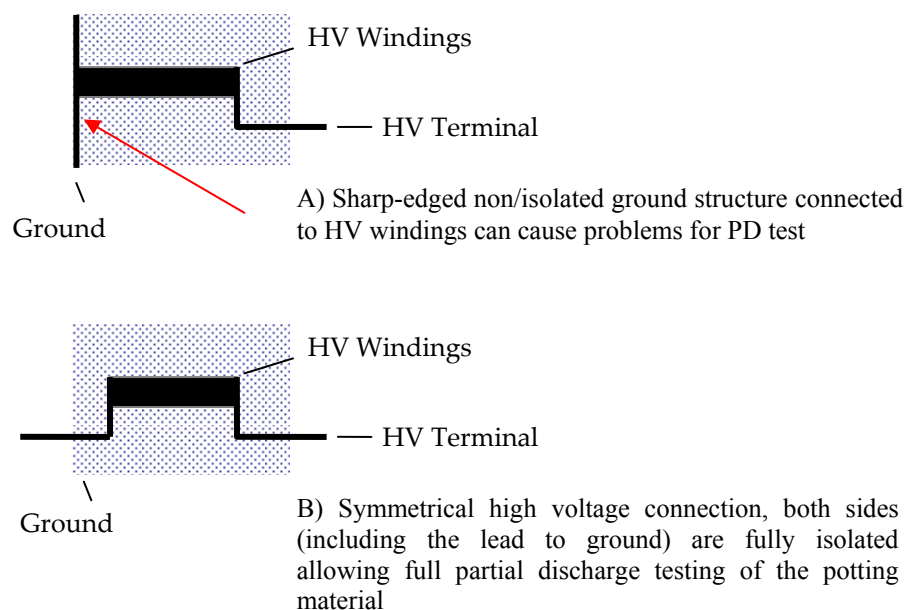 HV Windings
HV Terminal
Ground
A) Sharp-edged non/isolated ground structure connected
to HV windings can cause problems for PD test
HV Windings
HV Terminal
Ground
B) Symmetrical high voltage connection, both sides
(including the lead to ground) are fully isolated
allowing full partial discharge testing of the potting
material